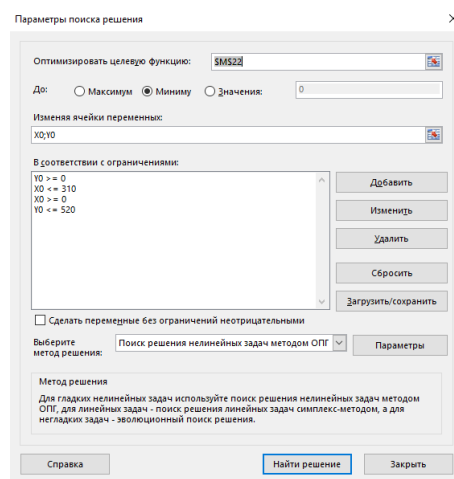 Параметры поиска решения
Оптимизировать целевую функцию: $M$22
До: Максимум Миниму Значения: 0
Изменяя ячейки переменных:
X0;Y0
В соответствии с ограничениями:
Y0 >= 0
X0 <= 310
X0 >= 0
Y0 <= 520
Добавить
Изменить
Удалить
Сбросить
Загрузить/сохранить
Сделать переменные без ограничений неотрицательными
Выберите
метод решения:
Поиск решения нелинейных задач методом ОПГ
Параметры
Метод решения
Для гладких нелинейных задач используйте поиск решения нелинейных задач методом
ОПГ, для линейных задач - поиск решения линейных задач симплекс-методом, а для
негладких задач - эволюционный поиск решения.
Справка Найти решение Закрыть